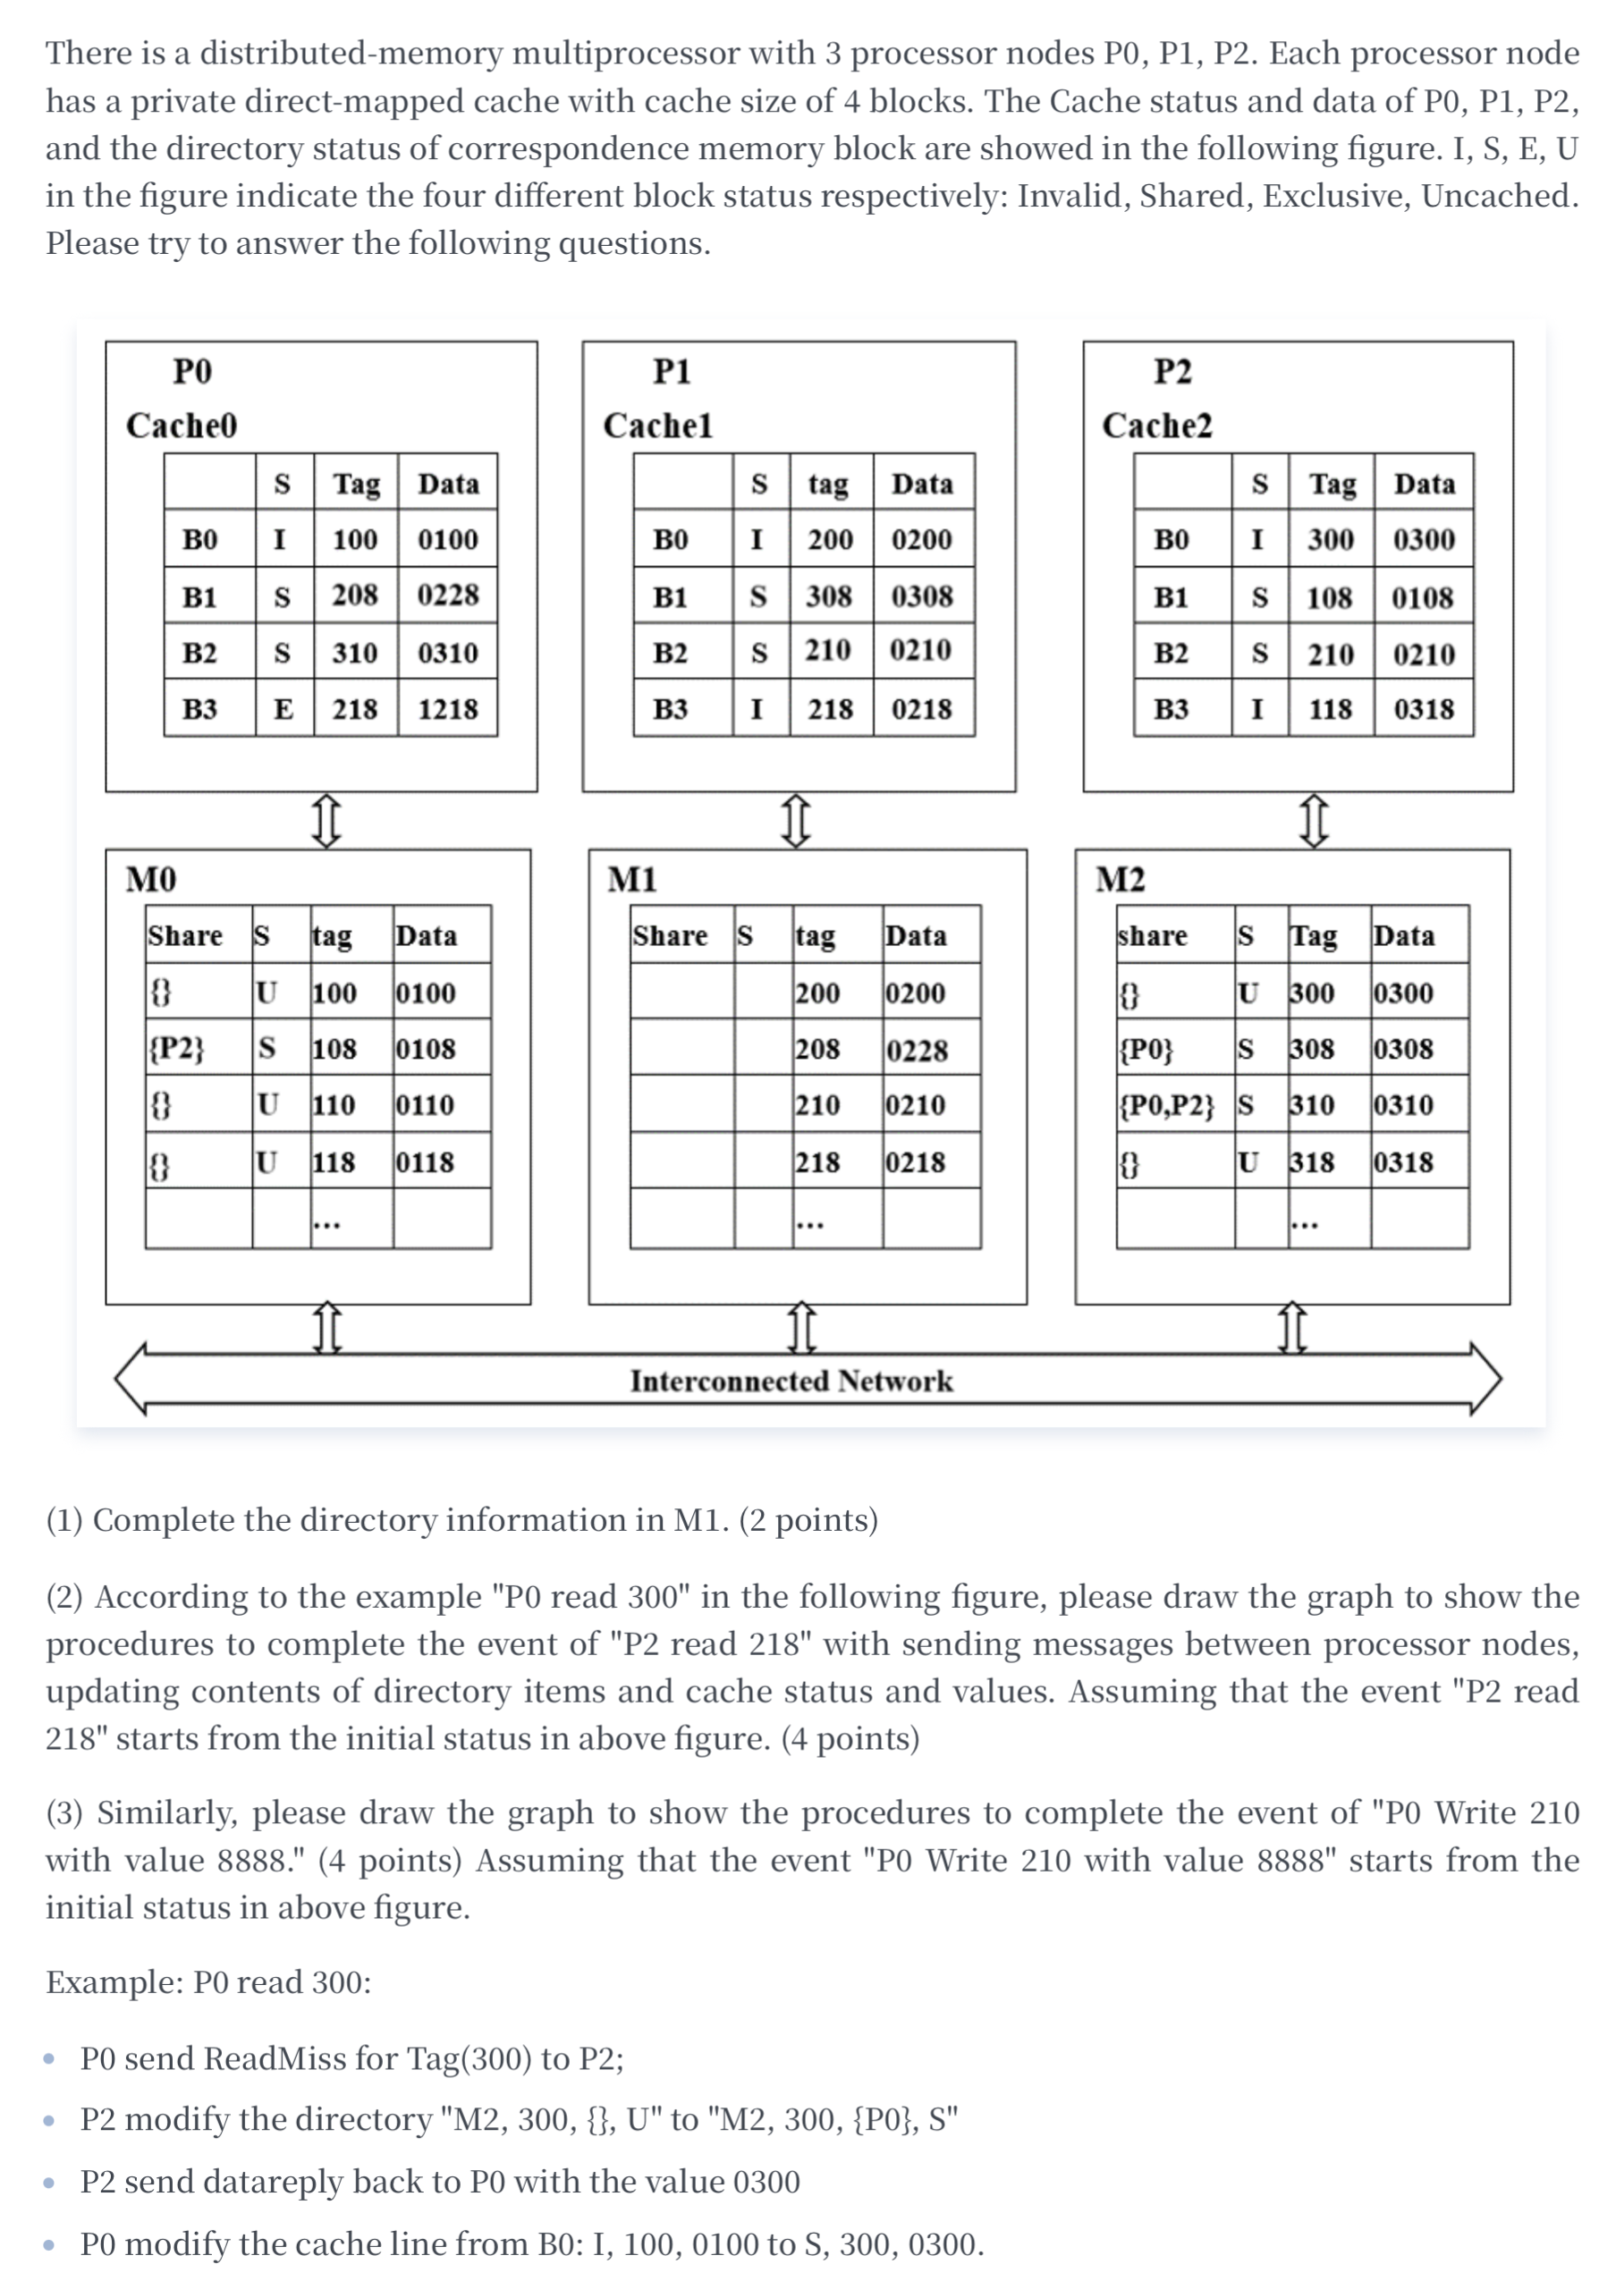 There is a distributed-memory multiprocessor with 3 processor nodes P0, P1, P2. Each processor node
has a private direct-mapped cache with cache size of 4 blocks. The Cache status and data of P0, P1, P2,
and the directory status of correspondence memory block are showed in the following figure. I, S, E, U
in the figure indicate the four different block status respectively: Invalid, Shared, Exclusive, Uncached.
Please try to answer the following questions.
P0
Cache0
S Tag Data
B0 I 100 0100
B1 S 208 0228
B2 S 310 0310
B3 E 218 1218
P1
Cache1
S tag Data
B0 I 200 0200
B1 S 308 0308
B2 S 210 0210
B3 I 218 0218
P2
Cache2
S Tag Data
B0 I 300 0300
B1 S 108 0108
B2 S 210 0210
B3 I 118 0318
M0
Share S tag Data
{} U 100 0100
{P2} S 108 0108
{} U 110 0110
{} U 118 0118
...
M1
Share S tag Data
200 0200
208 0228
210 0210
218 0218
...
M2
share S Tag Data
{} U 300 0300
{P0} S 308 0308
{P0,P2} S 310 0310
{} U 318 0318
...
Interconnected Network
(1) Complete the directory information in M1. (2 points)
(2) According to the example "P0 read 300" in the following figure, please draw the graph to show the
procedures to complete the event of "P2 read 218" with sending messages between processor nodes,
updating contents of directory items and cache status and values. Assuming that the event "P2 read
218" starts from the initial status in above figure. (4 points)
(3) Similarly, please draw the graph to show the procedures to complete the event of "P0 Write 210
with value 8888." (4 points) Assuming that the event "P0 Write 210 with value 8888" starts from the
initial status in above figure.
Example: P0 read 300:
• P0 send ReadMiss for Tag(300) to P2;
• P2 modify the directory "M2, 300, {}, U" to "M2, 300, {P0}, S"
• P2 send datareply back to P0 with the value 0300
• P0 modify the cache line from B0: I, 100, 0100 to S, 300, 0300.